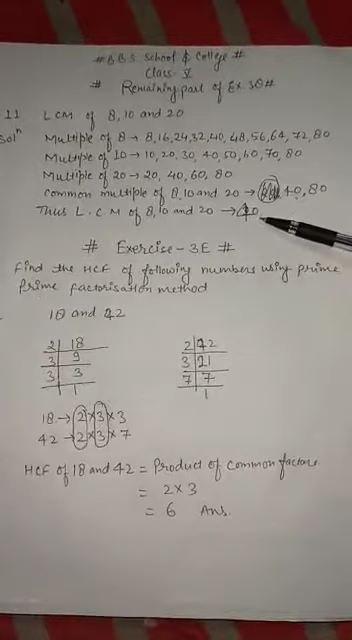 # B.B.S School & College #
Class - V
# Remaining part of Ex 3D #
11 LCM of 8, 10 and 20
Solⁿ Multiple of 8 → 8, 16, 24, 32, 40, 48, 56, 64, 72, 80
Multiple of 10 → 10, 20, 30, 40, 50, 60, 70, 80
Multiple of 20 → 20, 40, 60, 80
Common multiple of 8, 10 and 20 → 40, 80
Thus L.C.M of 8, 10 and 20 → 40
# Exercise - 3E #
Find the HCF of following numbers using prime
prime factorisation method
18 and 42
2 18 2 42
3 9 3 21
3 3 7 7
1 1
18 → 2 × 3 × 3
42 → 2 × 3 × 7
HCF of 18 and 42 = Product of common factors
= 2 × 3
= 6 Ans.